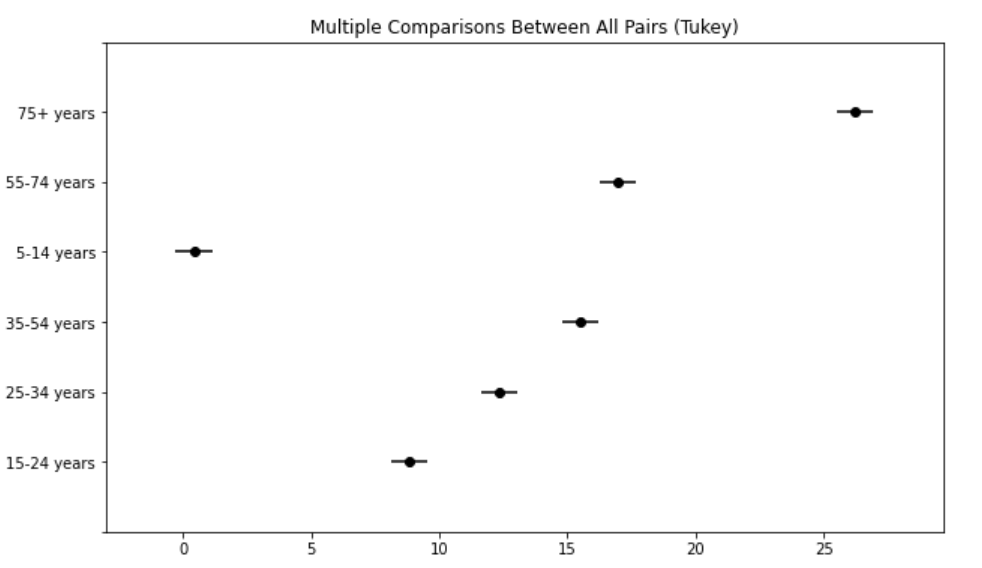 Multiple Comparisons Between All Pairs (Tukey)
75+ years
55-74 years
5-14 years
35-54 years
25-34 years
15-24 years
0 5 10 15 20 25